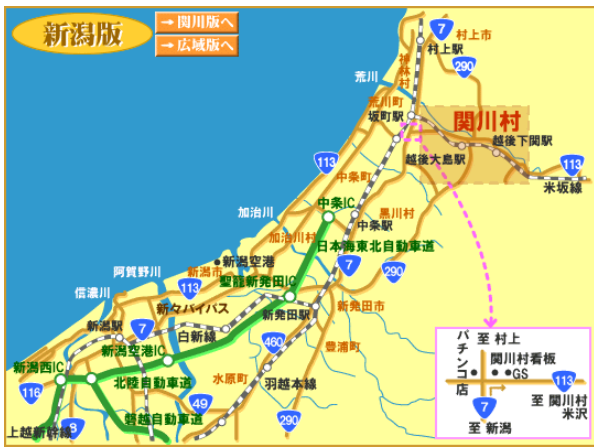 新潟版
→ 関川版へ
→ 広域版へ
7
村上市
村上駅
290
神林村
荒川
荒川町
坂町駅
関川村
越後下関駅
越後大島駅
113
113
米坂線
中条町
中条IC
黒川村
中条駅
加治川
加治川村
日本海東北自動車道
新潟空港
新潟市
聖籠新発田IC
7
290
阿賀野川
113
信濃川
新々バイパス
新潟駅
7
白新線
新発田駅
新発田市
新潟空港IC
460
豊浦町
新潟西IC
北陸自動車道
水原町
羽越本線
116
49
磐越自動車道
290
8
上越新幹線
パチンコ店
至 村上
関川村看板
GS
113
7
至 関川村
米沢
至 新潟